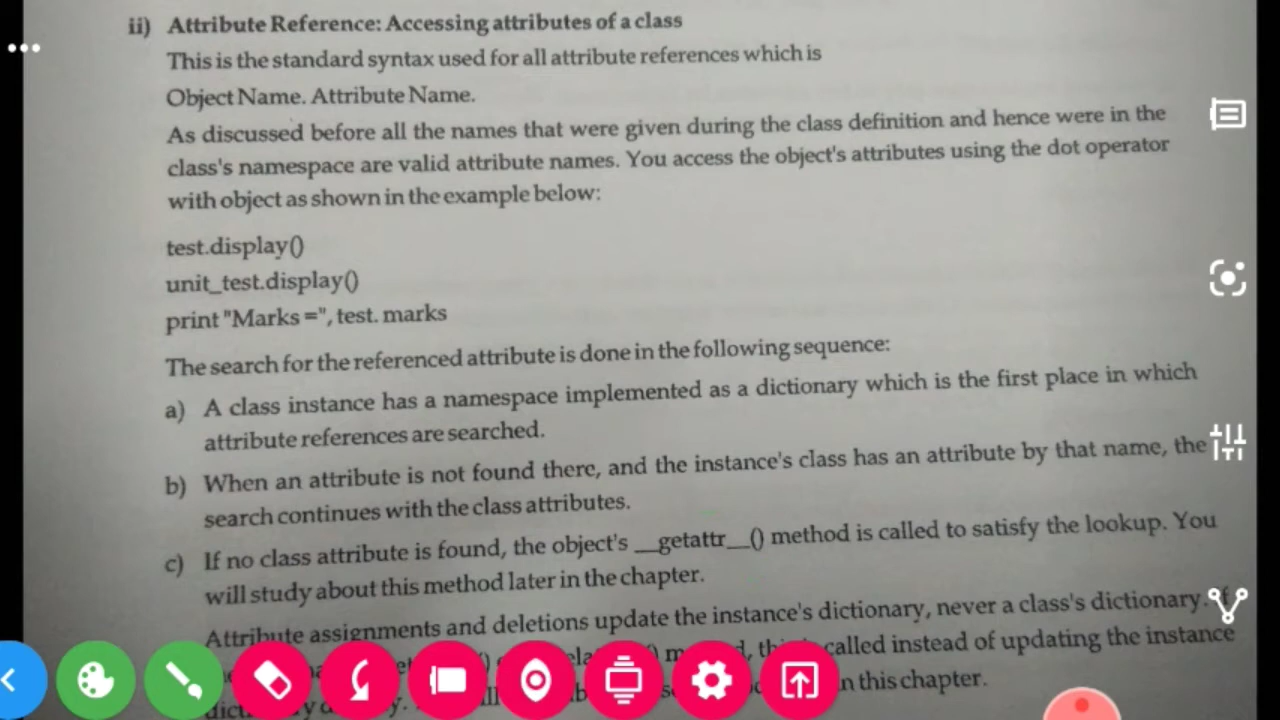 ii) Attribute Reference: Accessing attributes of a class
This is the standard syntax used for all attribute references which is
Object Name. Attribute Name.
As discussed before all the names that were given during the class definition and hence were in the
class's namespace are valid attribute names. You access the object's attributes using the dot operator
with object as shown in the example below:
test.display()
unit_test.display()
print "Marks =", test. marks
The search for the referenced attribute is done in the following sequence:
a) A class instance has a namespace implemented as a dictionary which is the first place in which
attribute references are searched.
b) When an attribute is not found there, and the instance's class has an attribute by that name, the
search continues with the class attributes.
c) If no class attribute is found, the object's __getattr__() method is called to satisfy the lookup. You
will study about this method later in the chapter.
Attribute assignments and deletions update the instance's dictionary, never a class's dictionary.
called instead of updating the instance
in this chapter.